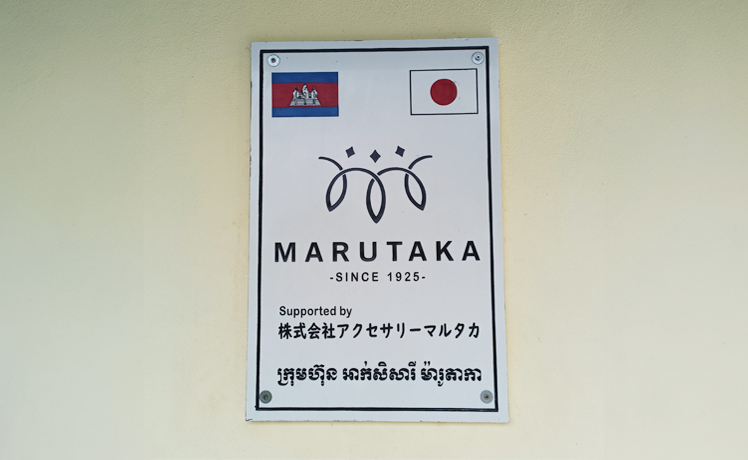 MARUTAKA
-SINCE 1925-
Supported by
株式会社アクセサリーマルタカ
ក្រុមហ៊ុន អាក់សិសារី ម៉ារូតាកា